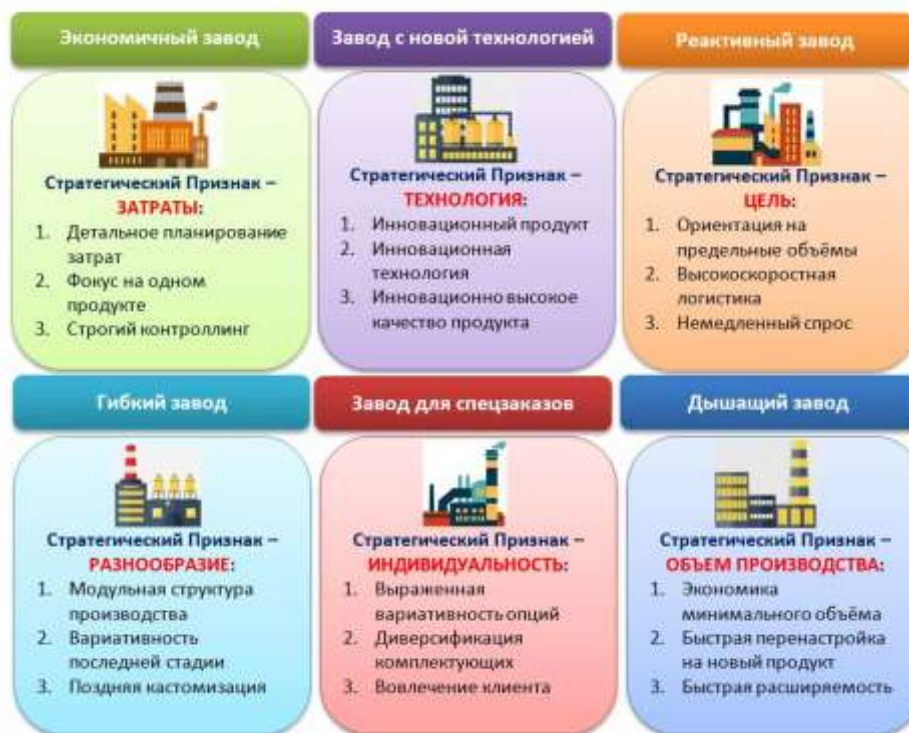 Экономичный завод
Стратегический Признак –
ЗАТРАТЫ:
1. Детальное планирование
затрат
2. Фокус на одном
продукте
3. Строгий контроллинг
Завод с новой технологией
Стратегический Признак –
ТЕХНОЛОГИЯ:
1. Инновационный продукт
2. Инновационная
технология
3. Инновационно высокое
качество продукта
Реактивный завод
Стратегический Признак –
ЦЕЛЬ:
1. Ориентация на
предельные объёмы
2. Высокоскоростная
логистика
3. Немедленный спрос
Гибкий завод
Стратегический Признак –
РАЗНООБРАЗИЕ:
1. Модульная структура
производства
2. Вариативность
последней стадии
3. Поздняя кастомизация
Завод для спецзаказов
Стратегический Признак –
ИНДИВИДУАЛЬНОСТЬ:
1. Выраженная
вариативность опций
2. Диверсификация
комплектующих
3. Вовлечение клиента
Дышащий завод
Стратегический Признак –
ОБЪЕМ ПРОИЗВОДСТВА:
1. Экономика
минимального объёма
2. Быстрая перенастройка
на новый продукт
3. Быстрая расширяемость